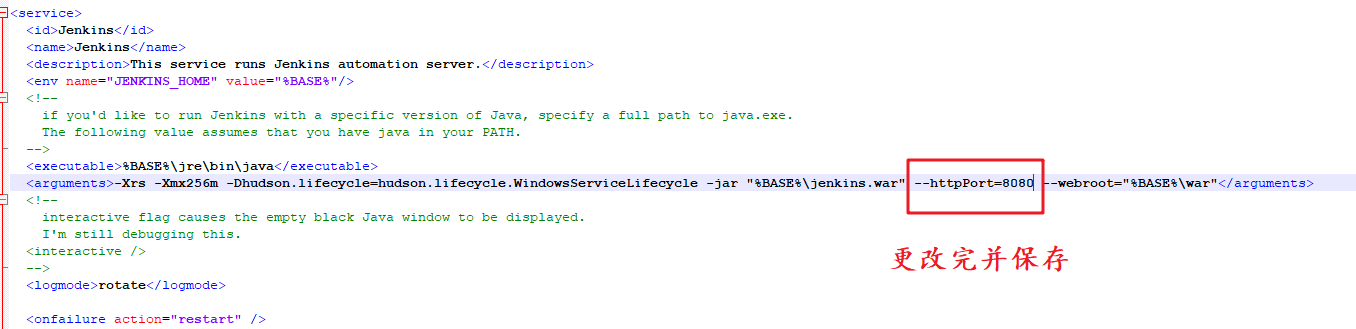 <service>
<id>Jenkins</id>
<name>Jenkins</name>
<description>This service runs Jenkins automation server.</description>
<env name="JENKINS_HOME" value="%BASE%"/>
<!--
if you'd like to run Jenkins with a specific version of Java, specify a full path to java.exe.
The following value assumes that you have java in your PATH.
-->
<executable>%BASE%\jre\bin\java</executable>
<arguments>-Xrs -Xmx256m -Dhudson.lifecycle=hudson.lifecycle.WindowsServiceLifecycle -jar "%BASE%\jenkins.war" --httpPort=8080 --webroot="%BASE%\war"</arguments>
<!--
interactive flag causes the empty black Java window to be displayed.
I'm still debugging this.
<interactive />
-->
<logmode>rotate</logmode>
<onfailure action="restart" />
更改完并保存